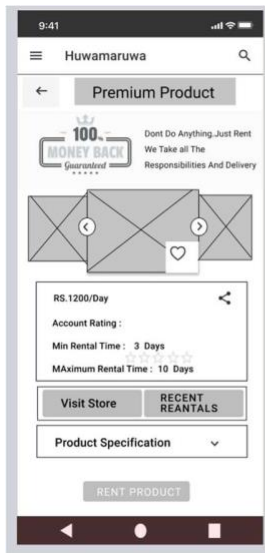 9:41
Huwamaruwa
Premium Product
100%
MONEY BACK
Guaranteed
Dont Do Anything.Just Rent
We Take all The
Responsibilities And Delivery
RS.1200/Day
Account Rating :
Min Rental Time : 3 Days
MAximum Rental Time : 10 Days
Visit Store
RECENT
REANTALS
Product Specification
RENT PRODUCT